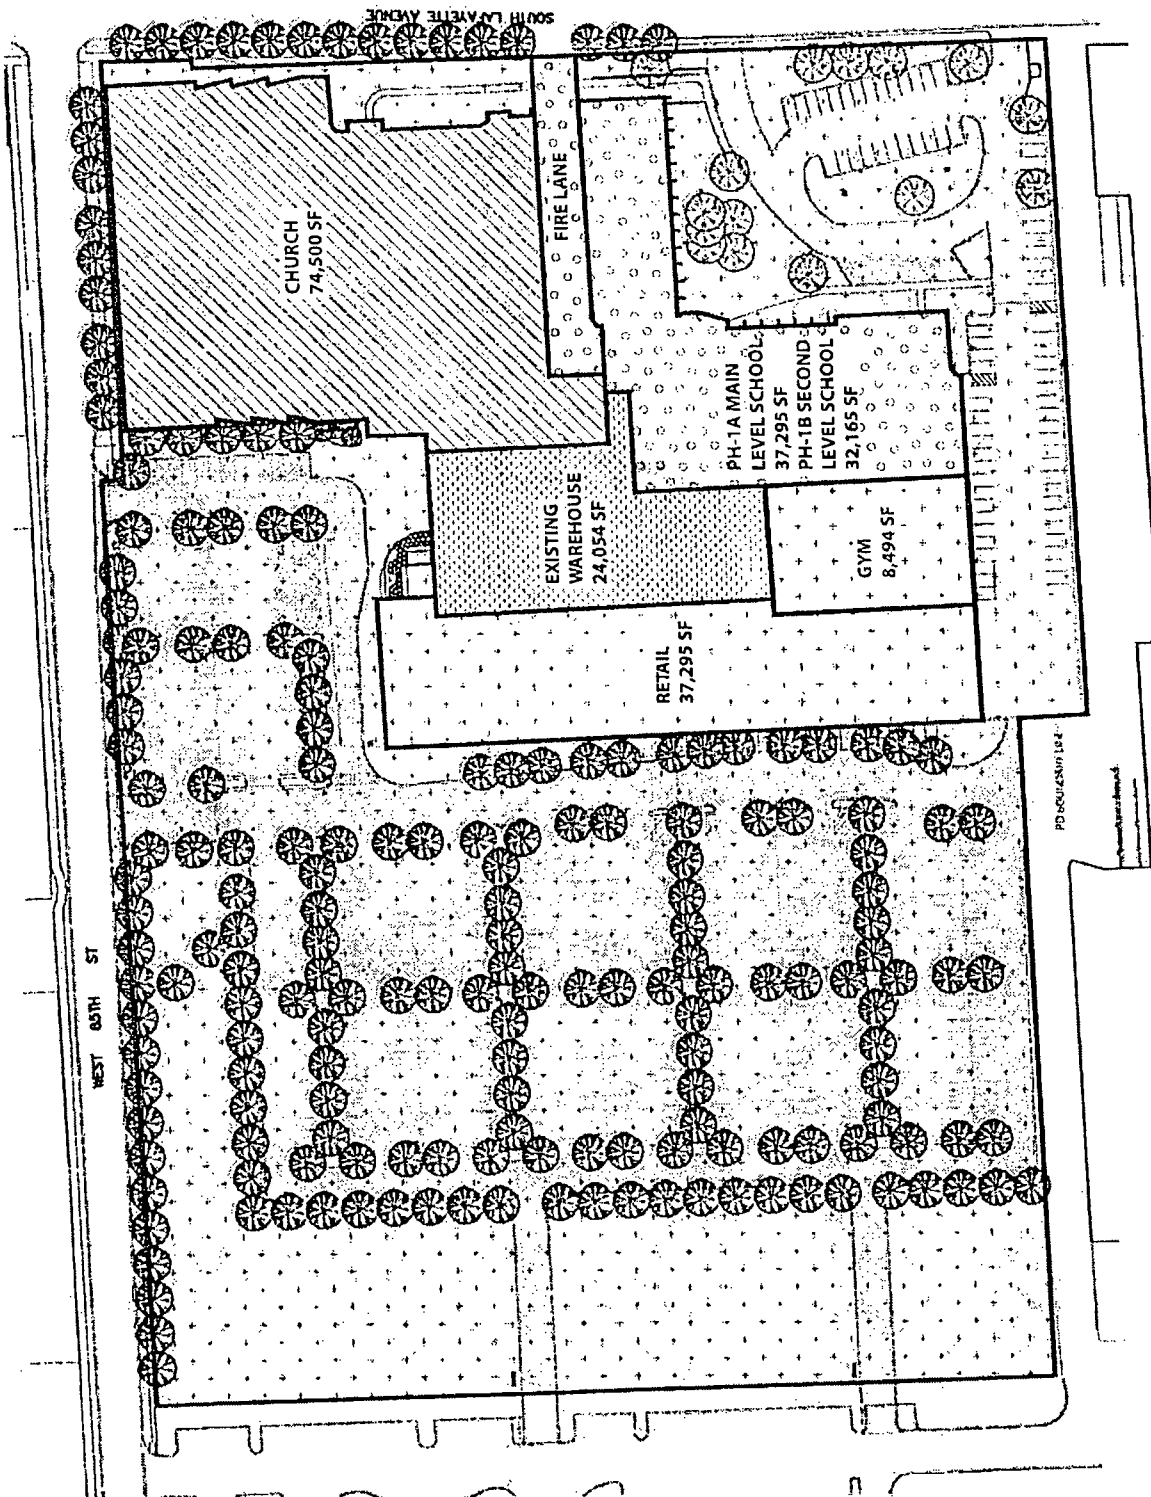 SOUTH LAFAYETTE AVENUE
WEST 85TH ST
CHURCH
74,500 SF
FIRE LANE
EXISTING
WAREHOUSE
24,054 SF
PH-1A MAIN
LEVEL SCHOOL
37,295 SF
PH-1B SECOND
LEVEL SCHOOL
32,165 SF
GYM
8,494 SF
RETAIL
37,295 SF